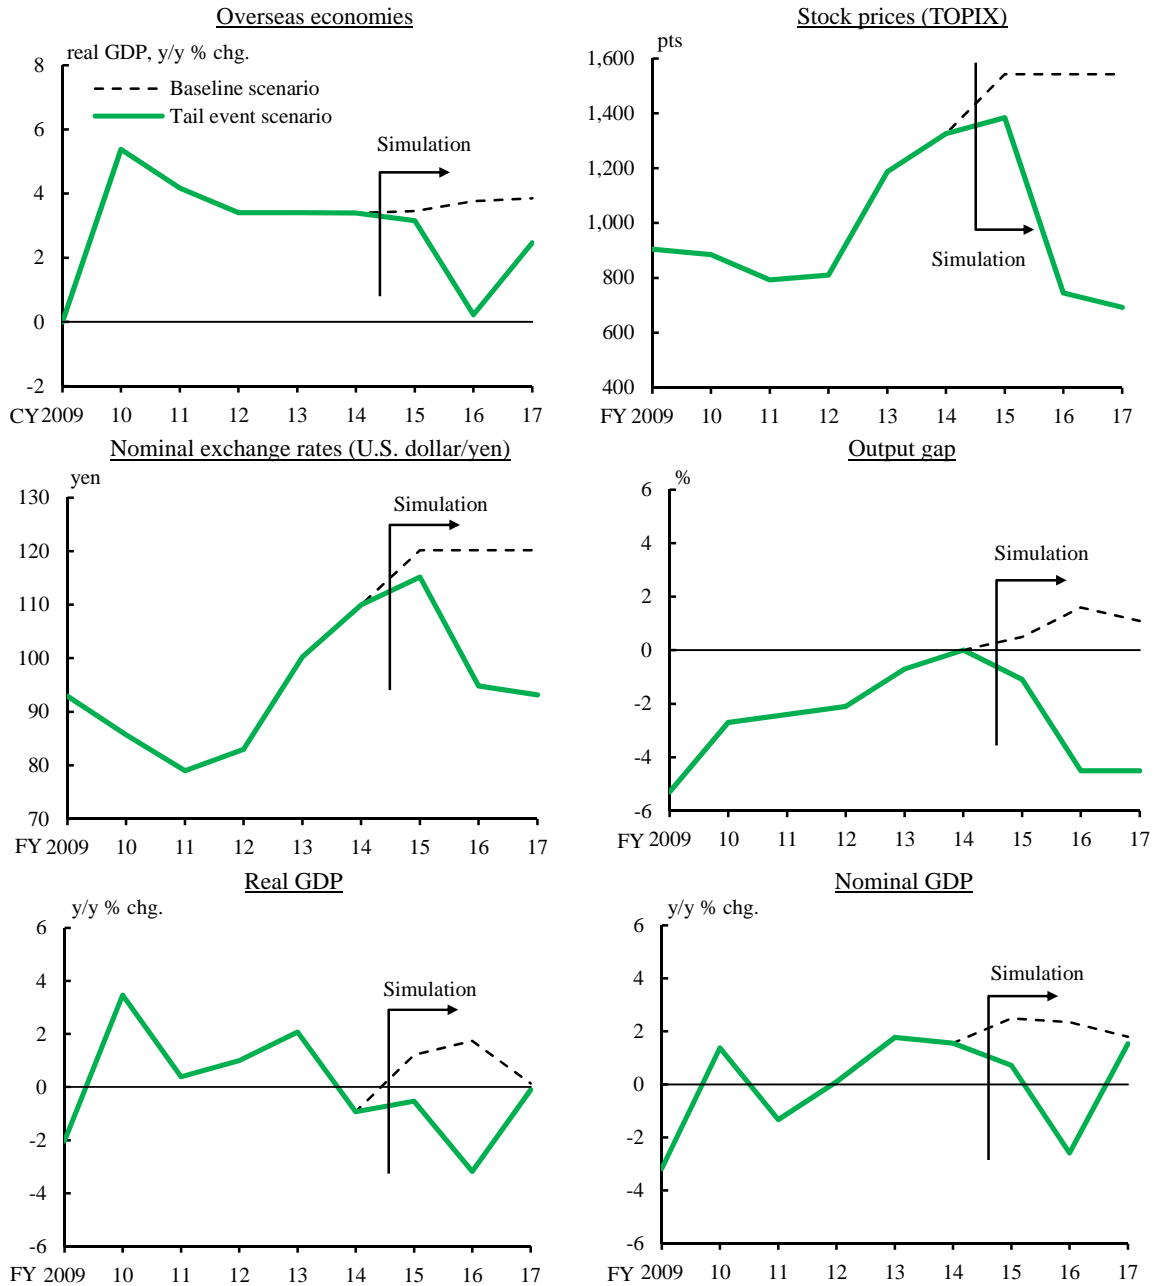 Overseas economies
real GDP, y/y % chg.
8
6
4
2
0
-2
Baseline scenario
Tail event scenario
Simulation
CY 2009 10 11 12 13 14 15 16 17
Stock prices (TOPIX)
pts
1,600
1,400
1,200
1,000
800
600
400
Simulation
FY 2009 10 11 12 13 14 15 16 17
Nominal exchange rates (U.S. dollar/yen)
yen
130
120
110
100
90
80
70
Simulation
FY 2009 10 11 12 13 14 15 16 17
Output gap
%
6
4
2
0
-2
-4
-6
Simulation
FY 2009 10 11 12 13 14 15 16 17
Real GDP
y/y % chg.
6
4
2
0
-2
-4
-6
Simulation
FY 2009 10 11 12 13 14 15 16 17
Nominal GDP
y/y % chg.
6
4
2
0
-2
-4
-6
Simulation
FY 2009 10 11 12 13 14 15 16 17